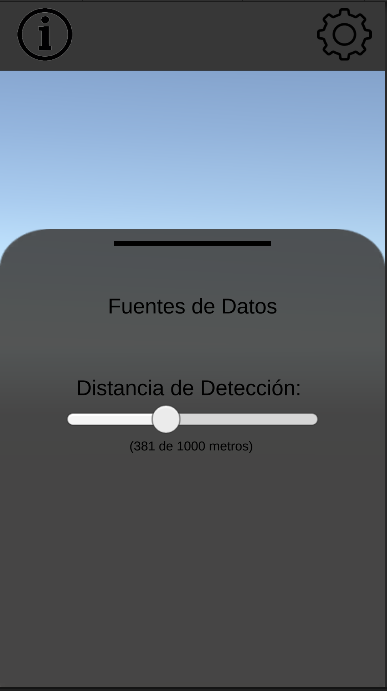 Fuentes de Datos
Distancia de Detección:
(381 de 1000 metros)